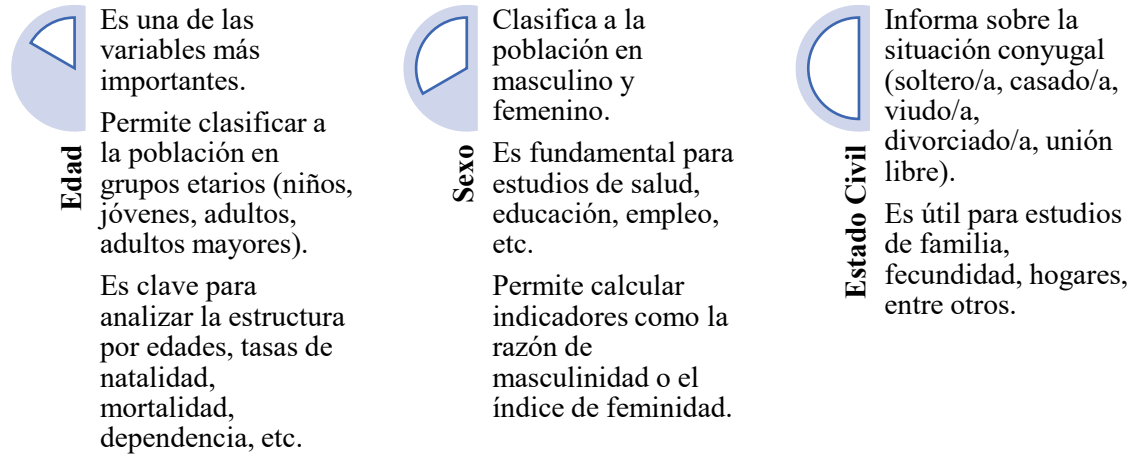 Edad
Es una de las
variables más
importantes.
Permite clasificar a
la población en
grupos etarios (niños,
jóvenes, adultos,
adultos mayores).
Es clave para
analizar la estructura
por edades, tasas de
natalidad,
mortalidad,
dependencia, etc.
Sexo
Clasifica a la
población en
masculino y
femenino.
Es fundamental para
estudios de salud,
educación, empleo,
etc.
Permite calcular
indicadores como la
razón de
masculinidad o el
índice de feminidad.
Estado Civil
Informa sobre la
situación conyugal
(soltero/a, casado/a,
viudo/a,
divorciado/a, unión
libre).
Es útil para estudios
de familia,
fecundidad, hogares,
entre otros.